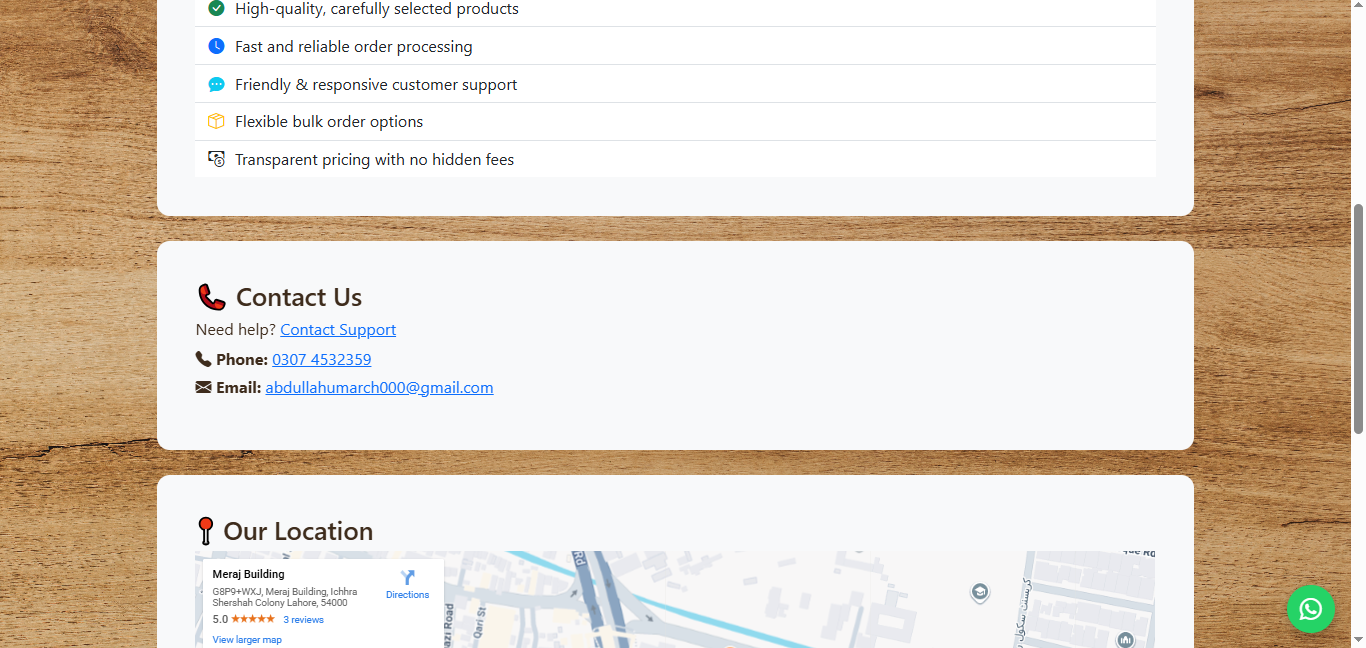 High-quality, carefully selected products
Fast and reliable order processing
Friendly & responsive customer support
Flexible bulk order options
Transparent pricing with no hidden fees
Contact Us
Need help? Contact Support
Phone: 0307 4532359
Email: abdullahumarch000@gmail.com
Our Location
Meraj Building
Directions
G8P9+WXJ, Meraj Building, Ichhra
Shershah Colony Lahore, 54000
5.0 3 reviews
View larger map
Qari St